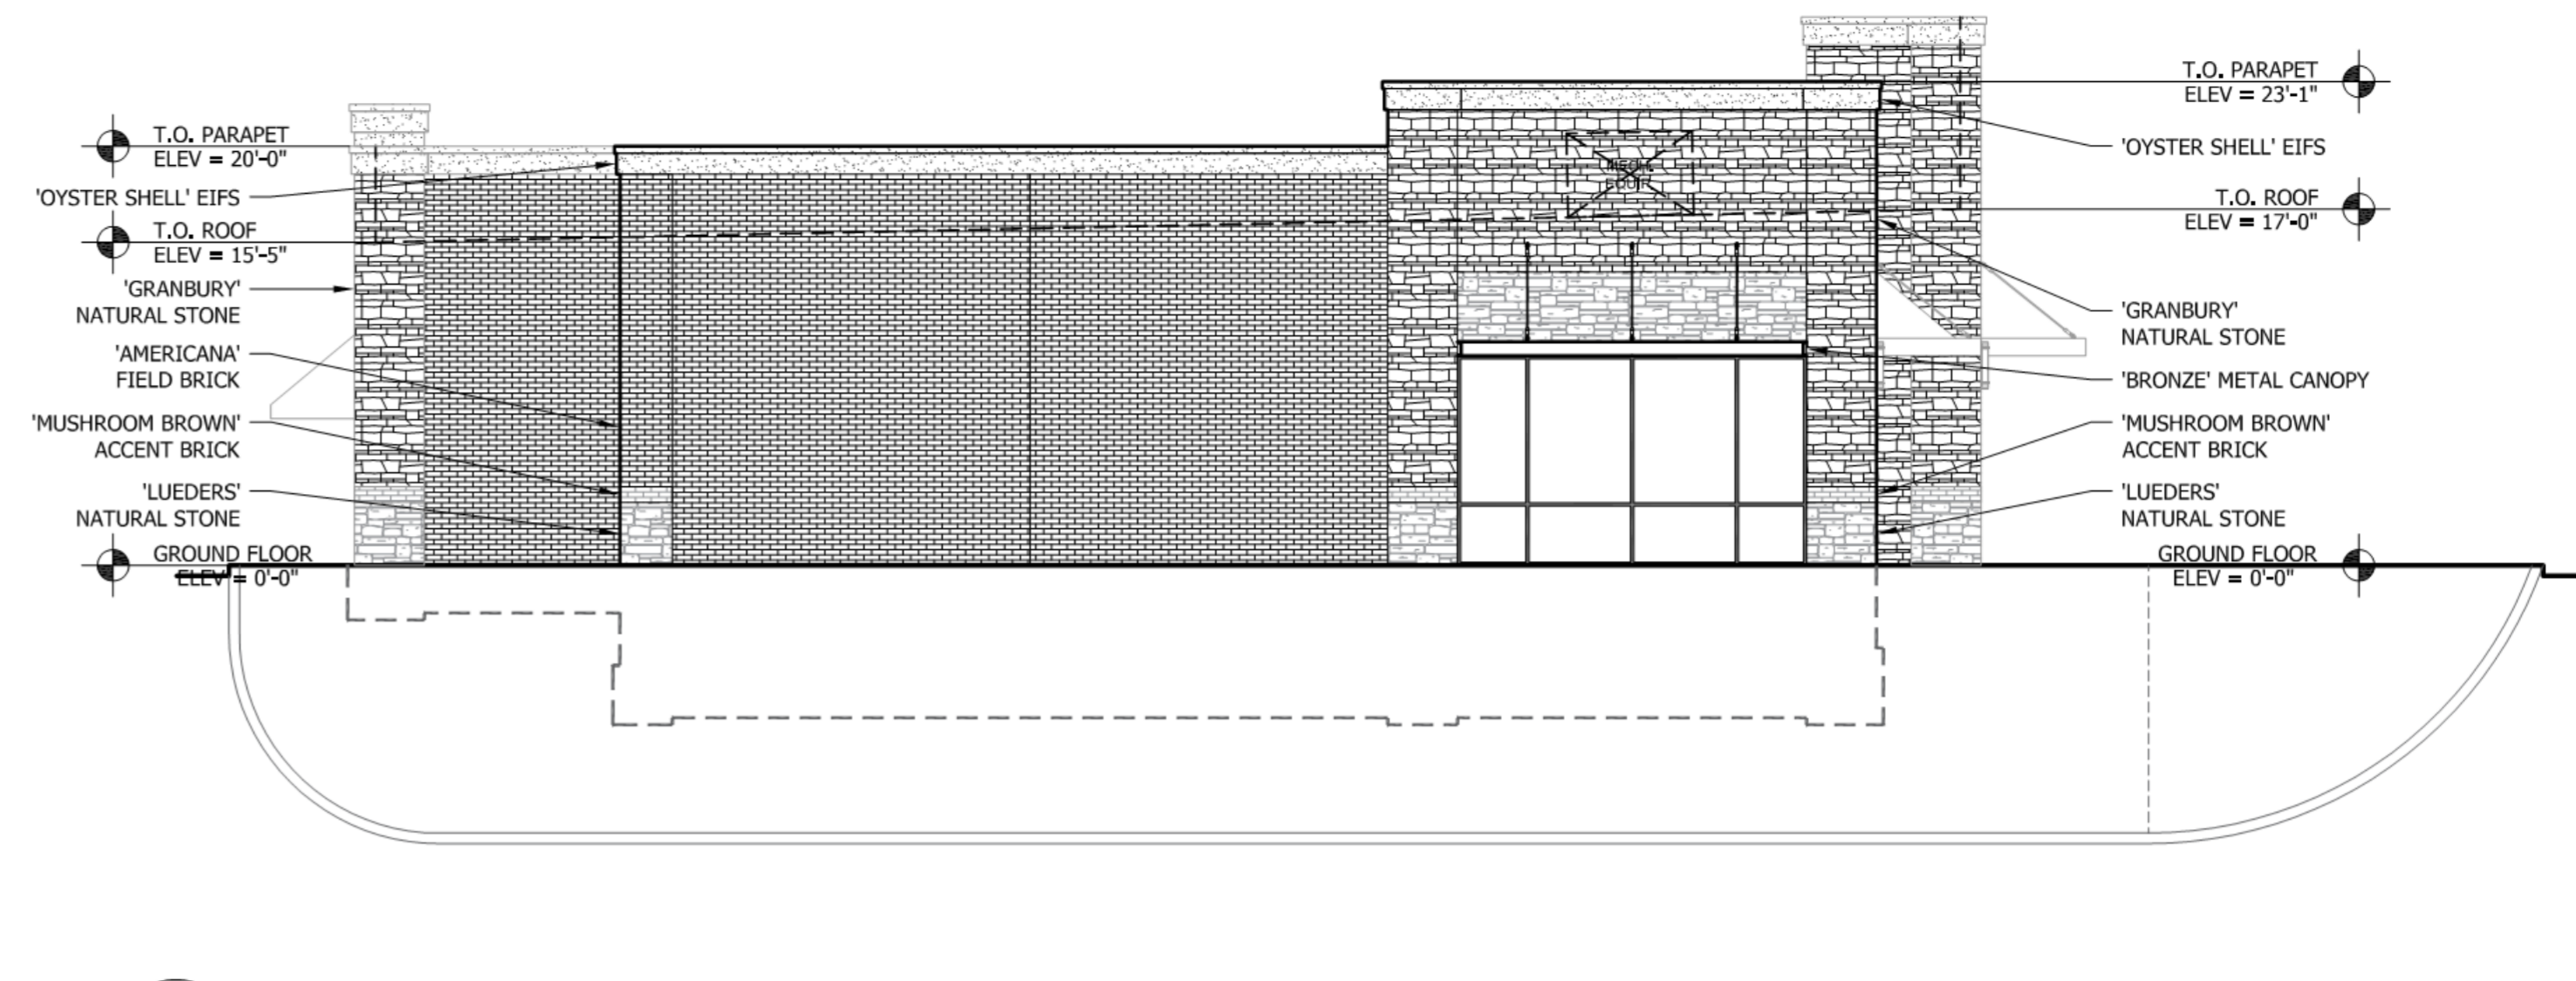 T.O. PARAPET
ELEV = 20'-0"
'OYSTER SHELL' EIFS
T.O. ROOF
ELEV = 15'-5"
'GRANBURY'
NATURAL STONE
'AMERICANA'
FIELD BRICK
'MUSHROOM BROWN'
ACCENT BRICK
'LUEDERS'
NATURAL STONE
GROUND FLOOR
ELEV = 0'-0"
MECH.
EQUIP.
T.O. PARAPET
ELEV = 23'-1"
'OYSTER SHELL' EIFS
T.O. ROOF
ELEV = 17'-0"
'GRANBURY'
NATURAL STONE
'BRONZE' METAL CANOPY
'MUSHROOM BROWN'
ACCENT BRICK
'LUEDERS'
NATURAL STONE
GROUND FLOOR
ELEV = 0'-0"